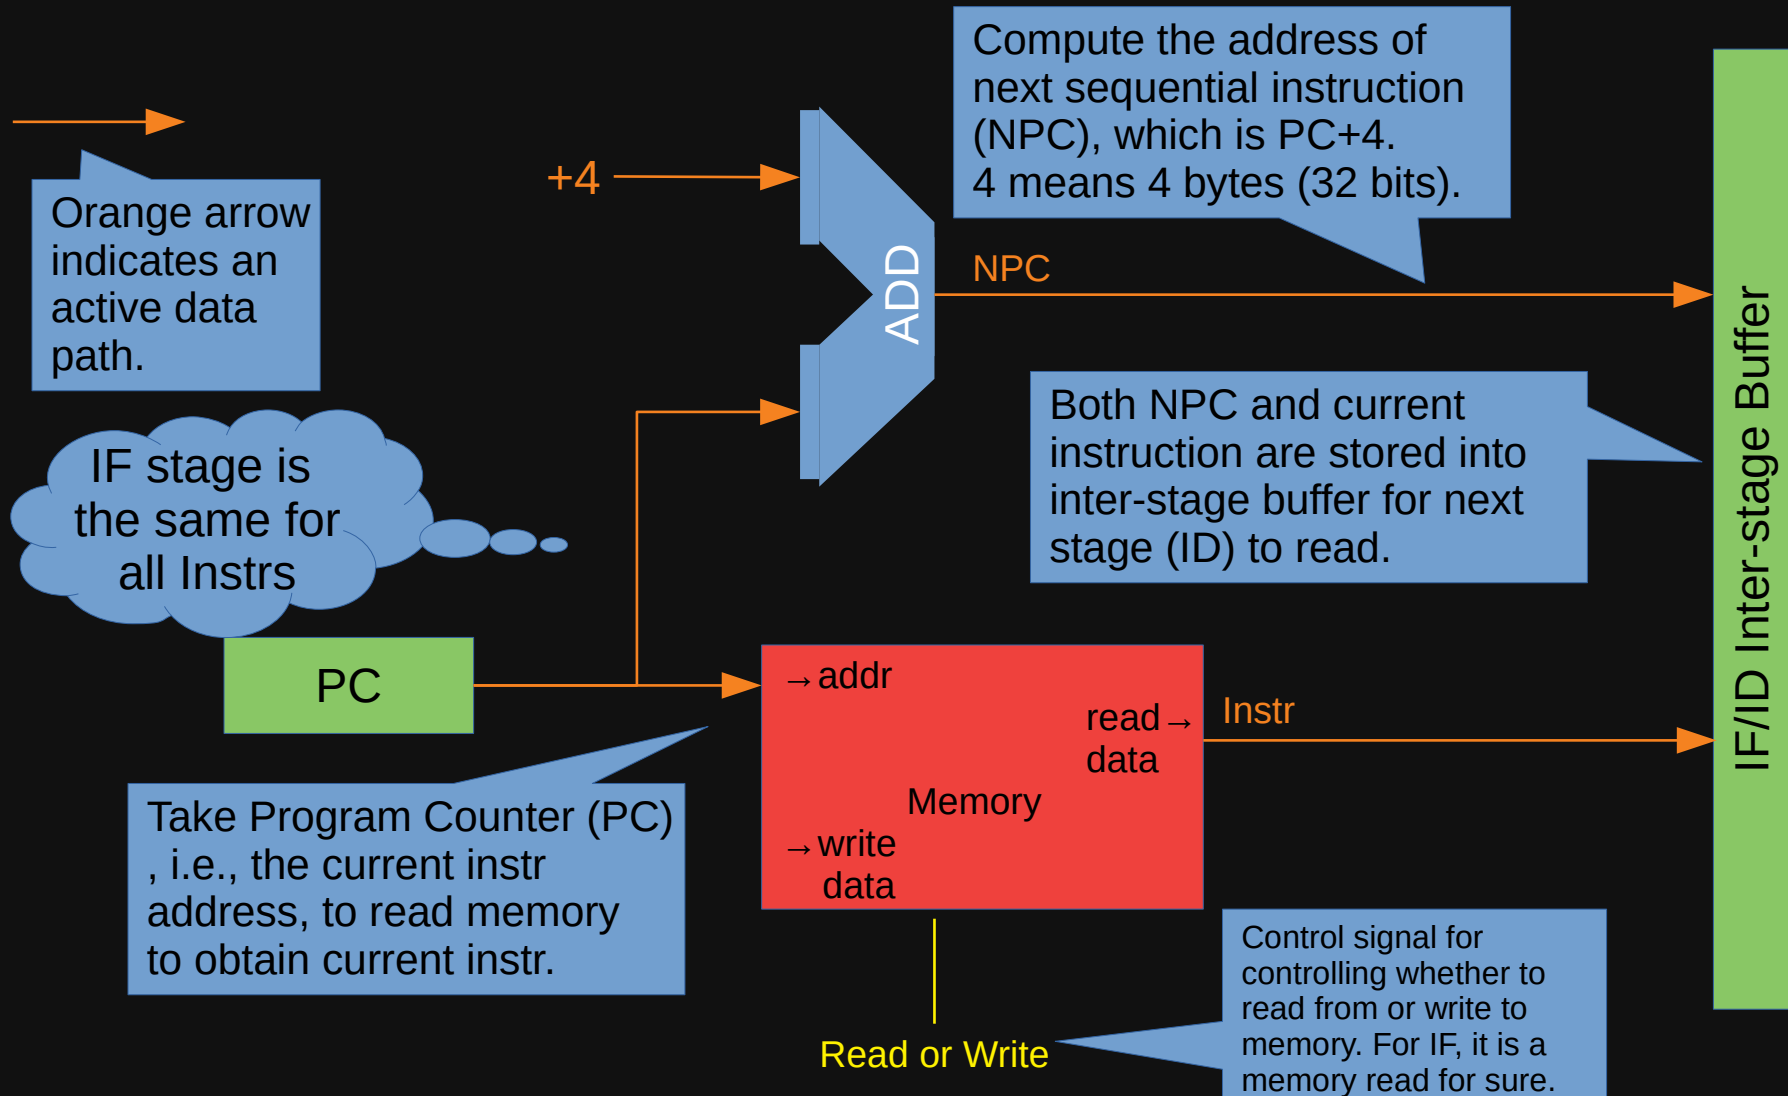 Compute the address of
next sequential instruction
(NPC), which is PC+4.
4 means 4 bytes (32 bits).
+4
Orange arrow
indicates an
active data
path.
ADD
NPC
Both NPC and current
instruction are stored into
inter-stage buffer for next
stage (ID) to read.
IF/ID Inter-stage Buffer
IF stage is
the same for
all Instrs
PC
→addr
read→
data
Memory
→write
data
Instr
Take Program Counter (PC)
, i.e., the current instr
address, to read memory
to obtain current instr.
Read or Write
Control signal for
controlling whether to
read from or write to
memory. For IF, it is a
memory read for sure.